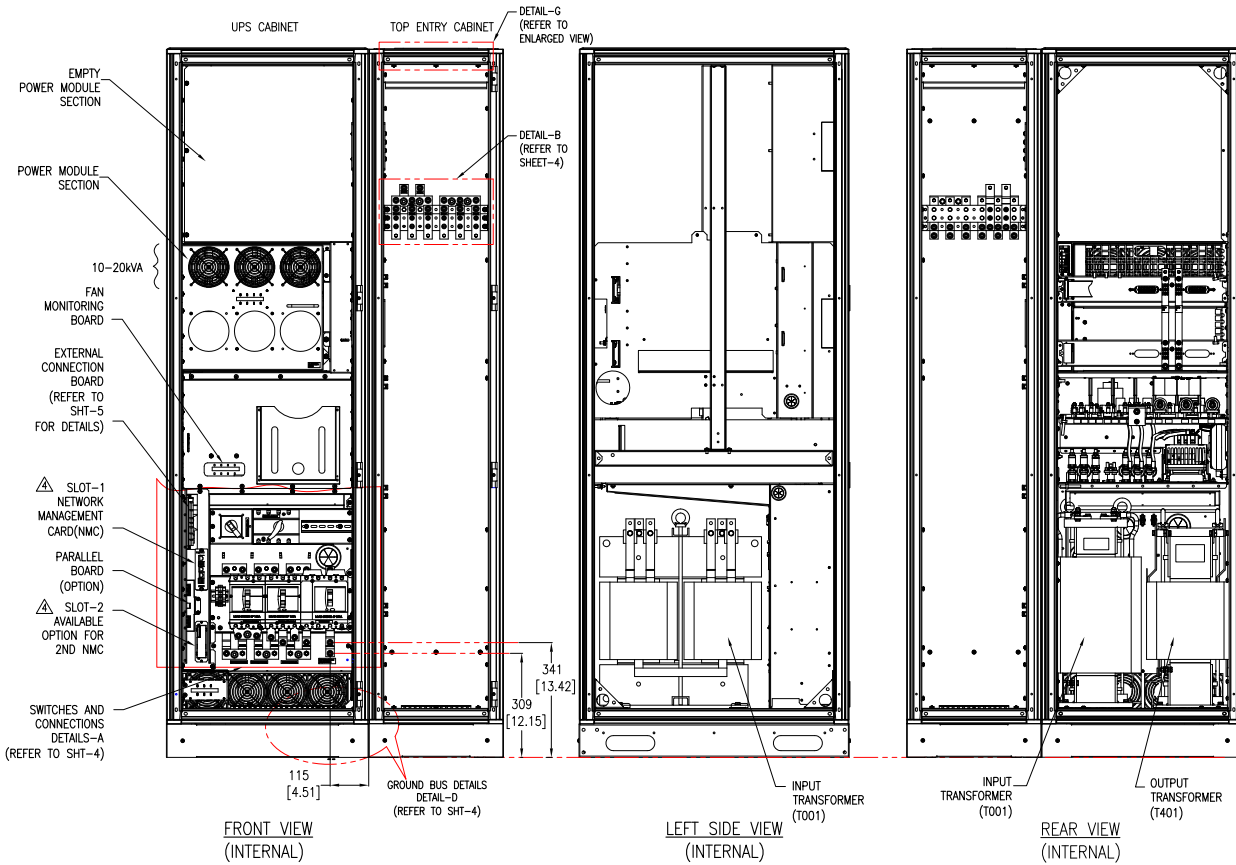 UPS CABINET
TOP ENTRY CABINET
DETAIL-G
(REFER TO
ENLARGED VIEW)
EMPTY
POWER MODULE
SECTION
DETAIL-B
(REFER TO
SHEET-4)
POWER MODULE
SECTION
10-20kVA
FAN
MONITORING
BOARD
EXTERNAL
CONNECTION
BOARD
(REFER TO
SHT-5
FOR DETAILS)
4 SLOT-1
NETWORK
MANAGEMENT
CARD(NMC)
PARALLEL
BOARD
(OPTION)
4 SLOT-2
AVAILABLE
OPTION FOR
2ND NMC
341
[13.42]
309
[12.15]
SWITCHES AND
CONNECTIONS
DETAILS-A
(REFER TO SHT-4)
115
[4.51]
GROUND BUS DETAILS
DETAIL-D
(REFER TO SHT-4)
INPUT
TRANSFORMER
(T001)
INPUT
TRANSFORMER
(T001)
OUTPUT
TRANSFORMER
(T401)
FRONT VIEW
(INTERNAL)
LEFT SIDE VIEW
(INTERNAL)
REAR VIEW
(INTERNAL)